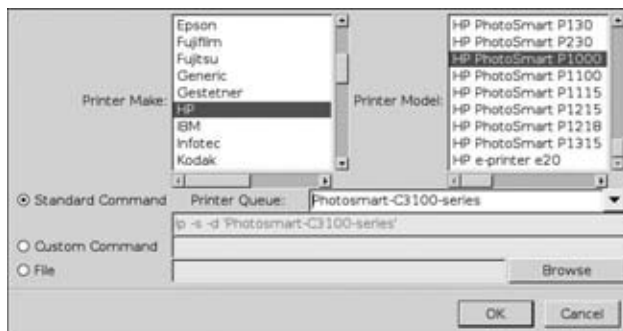 Printer Make:
Epson
Fujifilm
Fujitsu
Generic
Gestetner
HP
IBM
Infotec
Kodak
Printer Model:
HP PhotoSmart P130
HP PhotoSmart P230
HP PhotoSmart P1000
HP PhotoSmart P1100
HP PhotoSmart P1115
HP PhotoSmart P1215
HP PhotoSmart P1218
HP PhotoSmart P1315
HP e-printer e20
Standard Command Printer Queue: Photosmart-C3100-series
lp -s -d 'Photosmart-C3100-series'
Custom Command
File Browse
OK Cancel